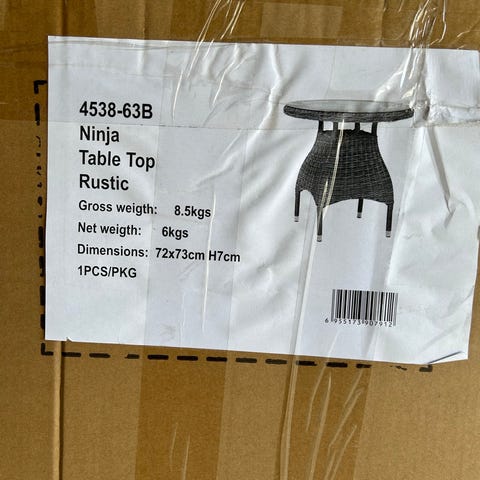 4538-63B
Ninja
Table Top
Rustic
Gross weigth: 8.5kgs
Net weigth: 6kgs
Dimensions: 72x73cm H7cm
1PCS/PKG
6 955173 907912